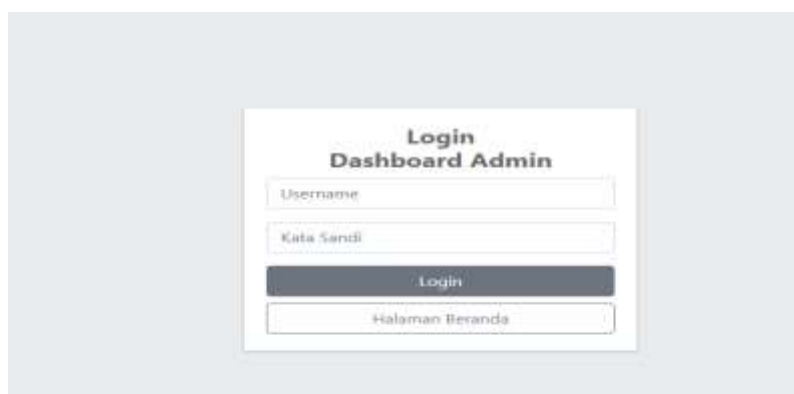 Login
Dashboard Admin
Username
Kata Sandi
Login
Halaman Beranda